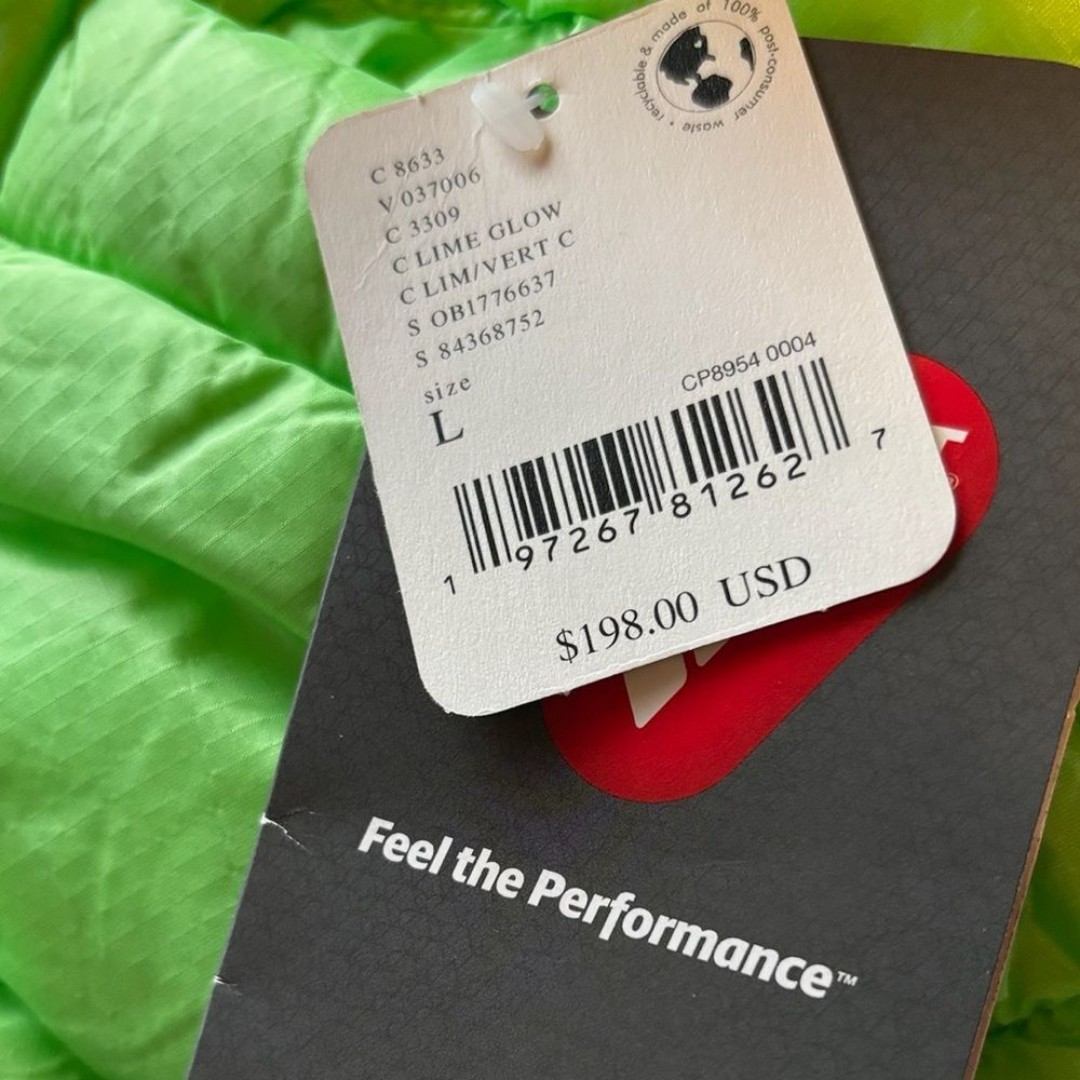 recyclable & made of 100% post-consumer waste •
C 8633
V 037006
C 3309
C LIME GLOW
C LIM/VERT C
S OB1776637
S 84368752
size
L
CP8954 0004
1 97267 81262 7
$198.00 USD
Feel the Performance™